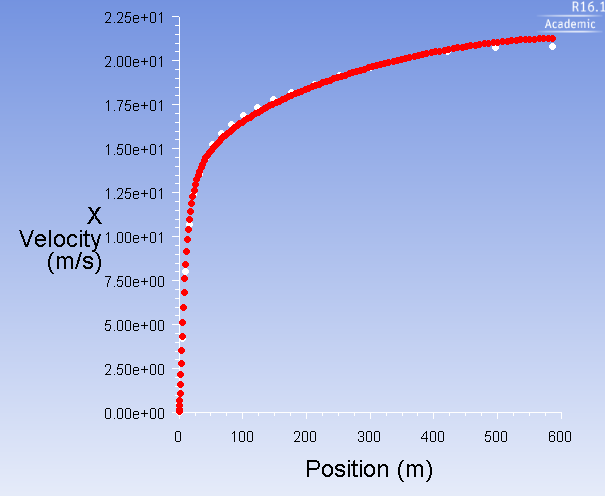 R16.1
Academic
2.25e+01
2.00e+01
1.75e+01
1.50e+01
1.25e+01
1.00e+01
7.50e+00
5.00e+00
2.50e+00
0.00e+00
X
Velocity
(m/s)
0 100 200 300 400 500 600
Position (m)